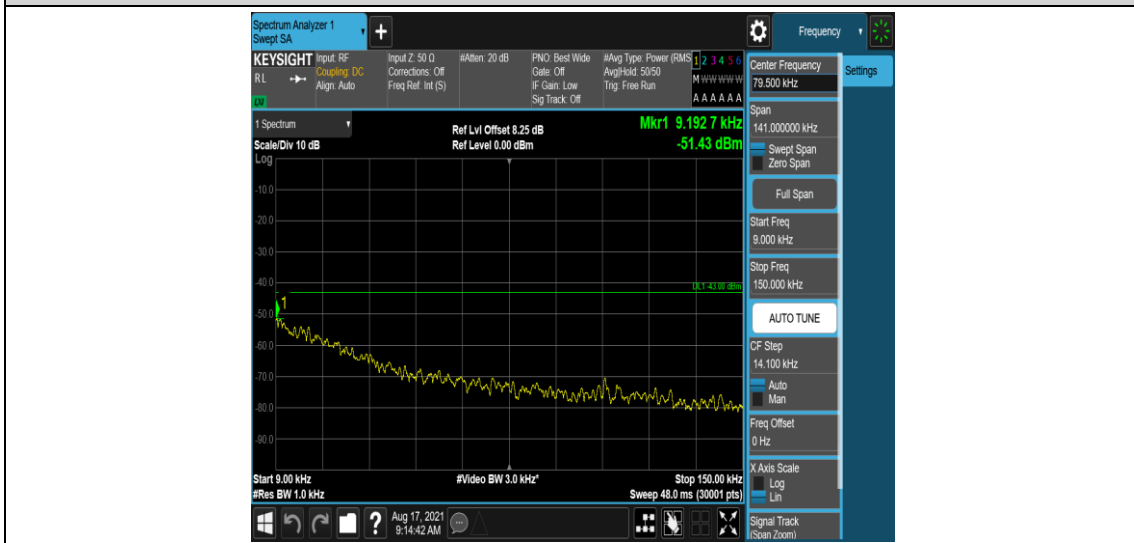 Spectrum Analyzer 1
Swept SA
+
Frequency
KEYSIGHT
RL
LXI
Input: RF
Coupling: DC
Align: Auto
Input Z: 50 Ω
Corrections: Off
Freq Ref: Int (S)
#Atten: 20 dB
PNO: Best Wide
Gate: Off
IF Gain: Low
Sig Track: Off
#Avg Type: Power (RMS
Avg|Hold: 50/50
Trig: Free Run
1 2 3 4 5 6
M W W W W W
A A A A A A
1 Spectrum
Scale/Div 10 dB
Log
Ref Lvl Offset 8.25 dB
Ref Level 0.00 dBm
Mkr1 9.192 7 kHz
-51.43 dBm
-10.0
-20.0
-30.0
-40.0
DL1 -43.00 dBm
1
-50.0
-60.0
-70.0
-80.0
-90.0
Start 9.00 kHz
#Video BW 3.0 kHz*
Stop 150.00 kHz
#Res BW 1.0 kHz
Sweep 48.0 ms (30001 pts)
?
Aug 17, 2021
9:14:42 AM
Center Frequency
79.500 kHz
Settings
Span
141.000000 kHz
Swept Span
Zero Span
Full Span
Start Freq
9.000 kHz
Stop Freq
150.000 kHz
AUTO TUNE
CF Step
14.100 kHz
Auto
Man
Freq Offset
0 Hz
X Axis Scale
Log
Lin
Signal Track
(Span Zoom)